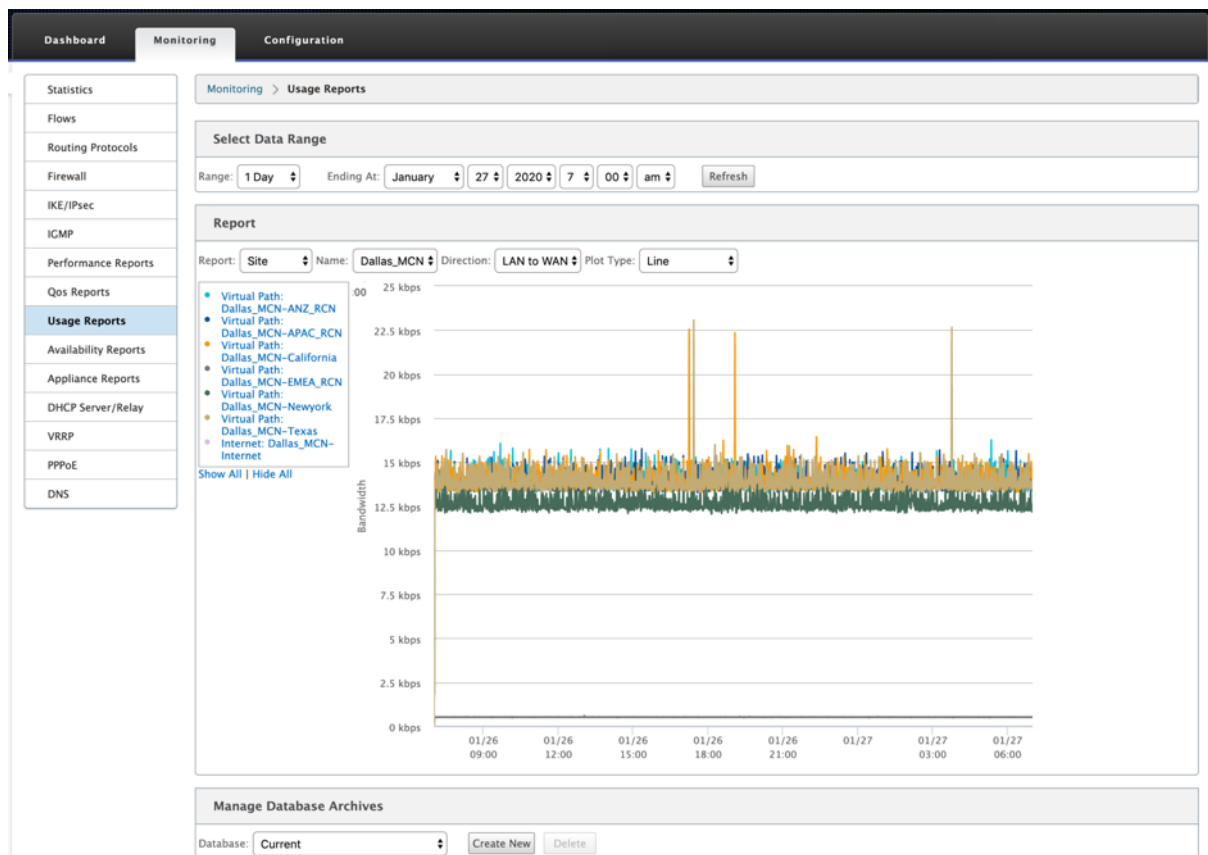 Dashboard Monitoring Configuration
Statistics
Flows
Routing Protocols
Firewall
IKE/IPsec
IGMP
Performance Reports
Qos Reports
Usage Reports
Availability Reports
Appliance Reports
DHCP Server/Relay
VRRP
PPPoE
DNS
Monitoring > Usage Reports
Select Data Range
Range: 1 Day Ending At: January 27 2020 7 00 am Refresh
Report
Report: Site Name: Dallas_MCN Direction: LAN to WAN Plot Type: Line
Virtual Path:
Dallas_MCN-ANZ_RCN
Virtual Path:
Dallas_MCN-APAC_RCN
Virtual Path:
Dallas_MCN-California
Virtual Path:
Dallas_MCN-EMEA_RCN
Virtual Path:
Dallas_MCN-Newyork
Virtual Path:
Dallas_MCN-Texas
Internet: Dallas_MCN-
Internet
Show All | Hide All
:00
Bandwidth
25 kbps
22.5 kbps
20 kbps
17.5 kbps
15 kbps
12.5 kbps
10 kbps
7.5 kbps
5 kbps
2.5 kbps
0 kbps
01/26 01/26 01/26 01/26 01/26 01/27 01/27 01/27
09:00 12:00 15:00 18:00 21:00 03:00 06:00
Manage Database Archives
Database: Current Create New Delete